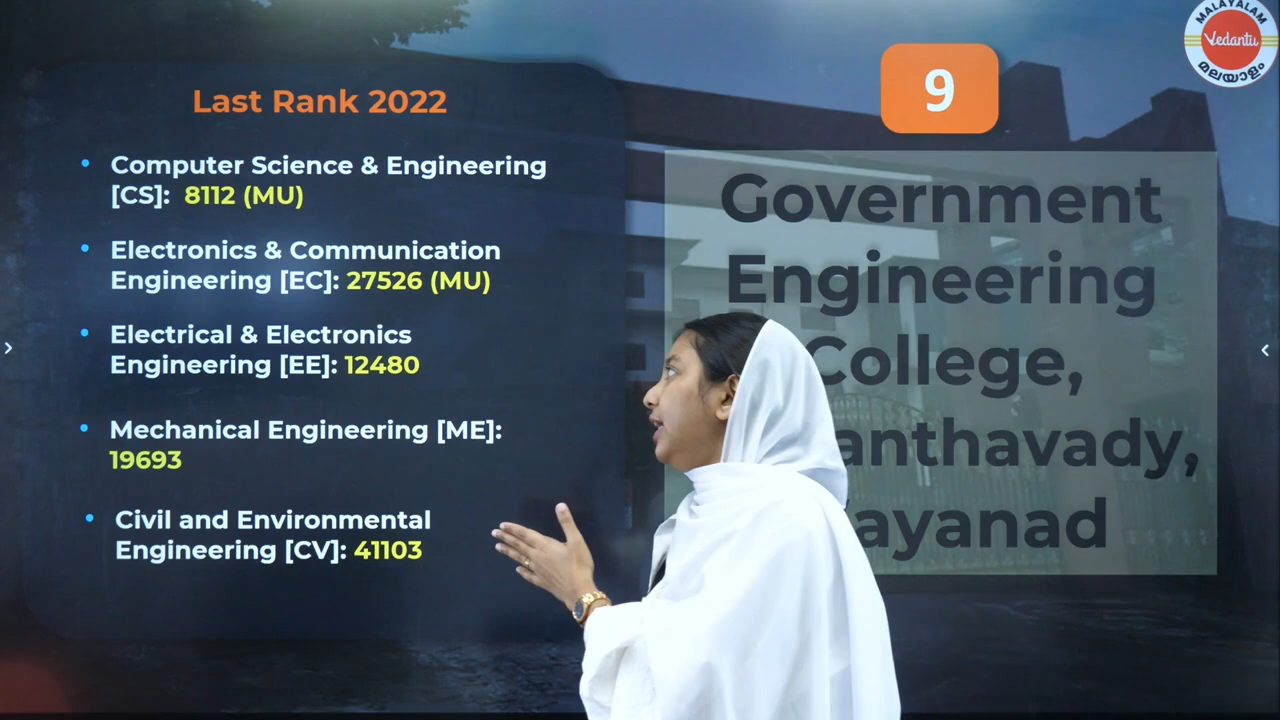 Last Rank 2022
• Computer Science & Engineering
[CS]: 8112 (MU)
• Electronics & Communication
Engineering [EC]: 27526 (MU)
• Electrical & Electronics
Engineering [EE]: 12480
• Mechanical Engineering [ME]:
19693
• Civil and Environmental
Engineering [CV]: 41103
9
Government
Engineering
College,
MALAYALAM
Vedantu
മലയാളം